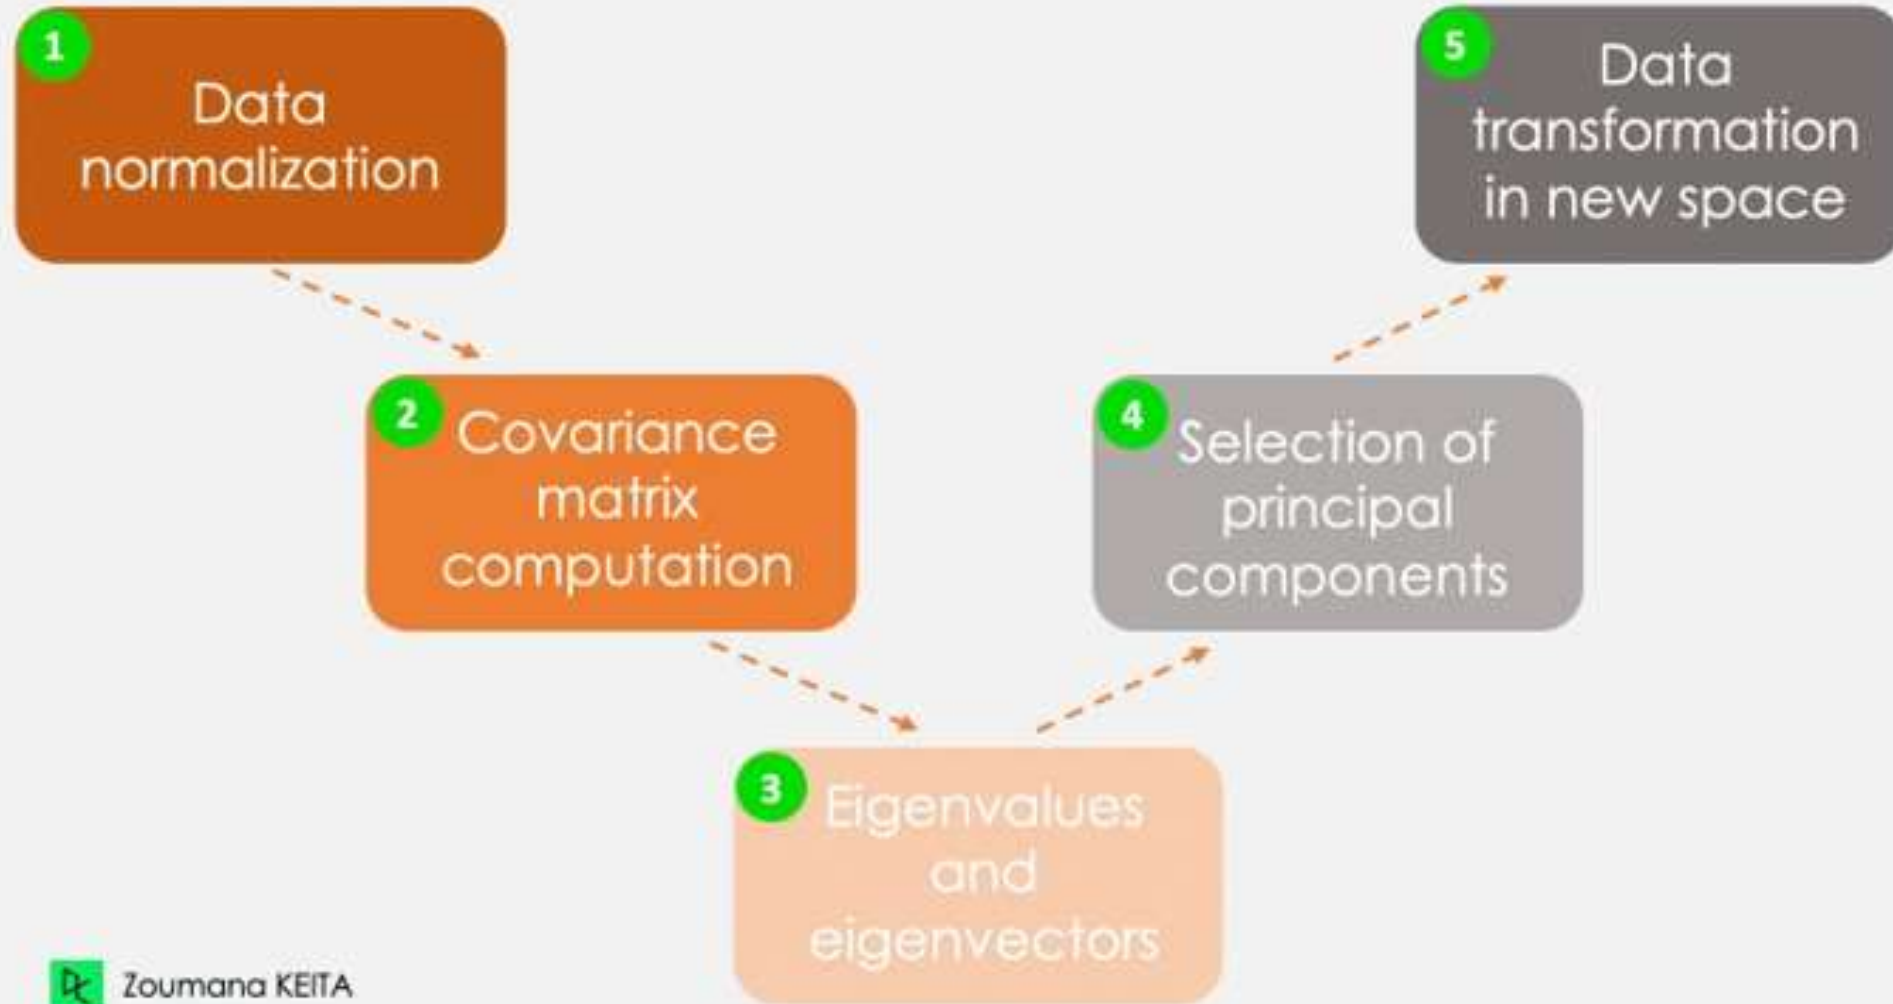 1
Data
normalization
2
Covariance
matrix
computation
3
Eigenvalues
and
eigenvectors
4
Selection of
principal
components
5
Data
transformation
in new space
DC Zoumana KEITA